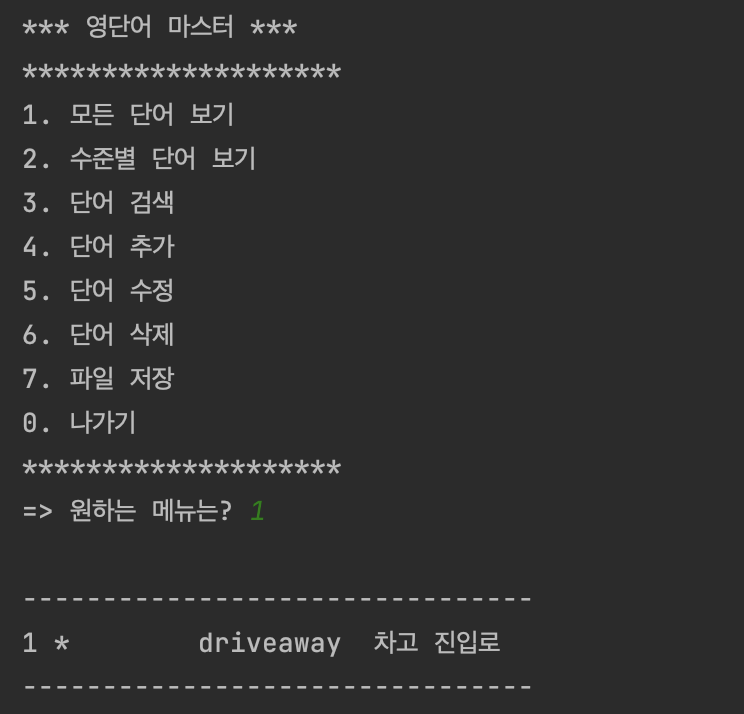 *** 영단어 마스터 ***
********************
1. 모든 단어 보기
2. 수준별 단어 보기
3. 단어 검색
4. 단어 추가
5. 단어 수정
6. 단어 삭제
7. 파일 저장
0. 나가기
********************
=> 원하는 메뉴는? 1
--------------------------------
1 *        driveaway  차고 진입로
--------------------------------